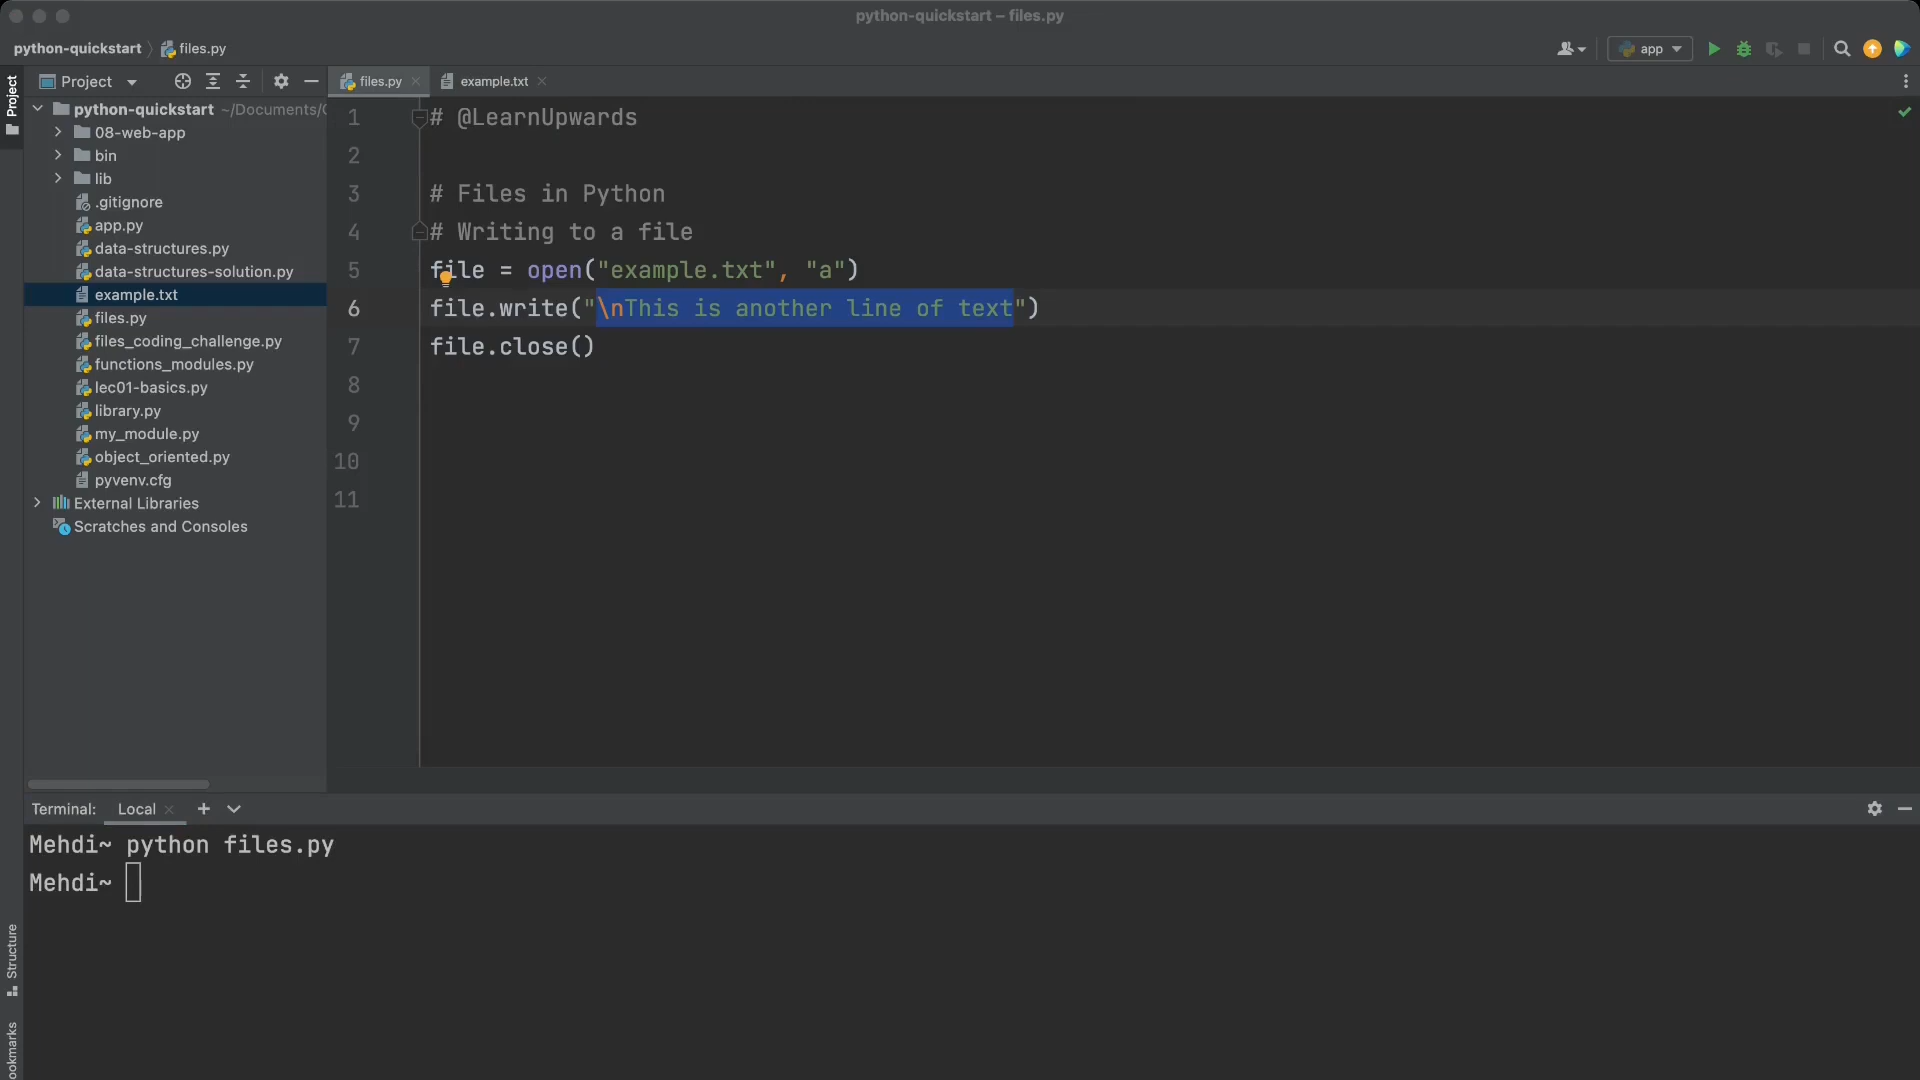 python-quickstart – files.py
python-quickstart files.py
app
Project
Project
files.py
example.txt
python-quickstart ~/Documents/
08-web-app
bin
lib
.gitignore
app.py
data-structures.py
data-structures-solution.py
example.txt
files.py
files_coding_challenge.py
functions_modules.py
lec01-basics.py
library.py
my_module.py
object_oriented.py
pyvenv.cfg
External Libraries
Scratches and Consoles
1 # @LearnUpwards
2
3 # Files in Python
4 # Writing to a file
5 file = open("example.txt", "a")
6 file.write("\nThis is another line of text")
7 file.close()
8
9
10
11
Terminal: Local
Mehdi~ python files.py
Mehdi~
Structure
ookmarks